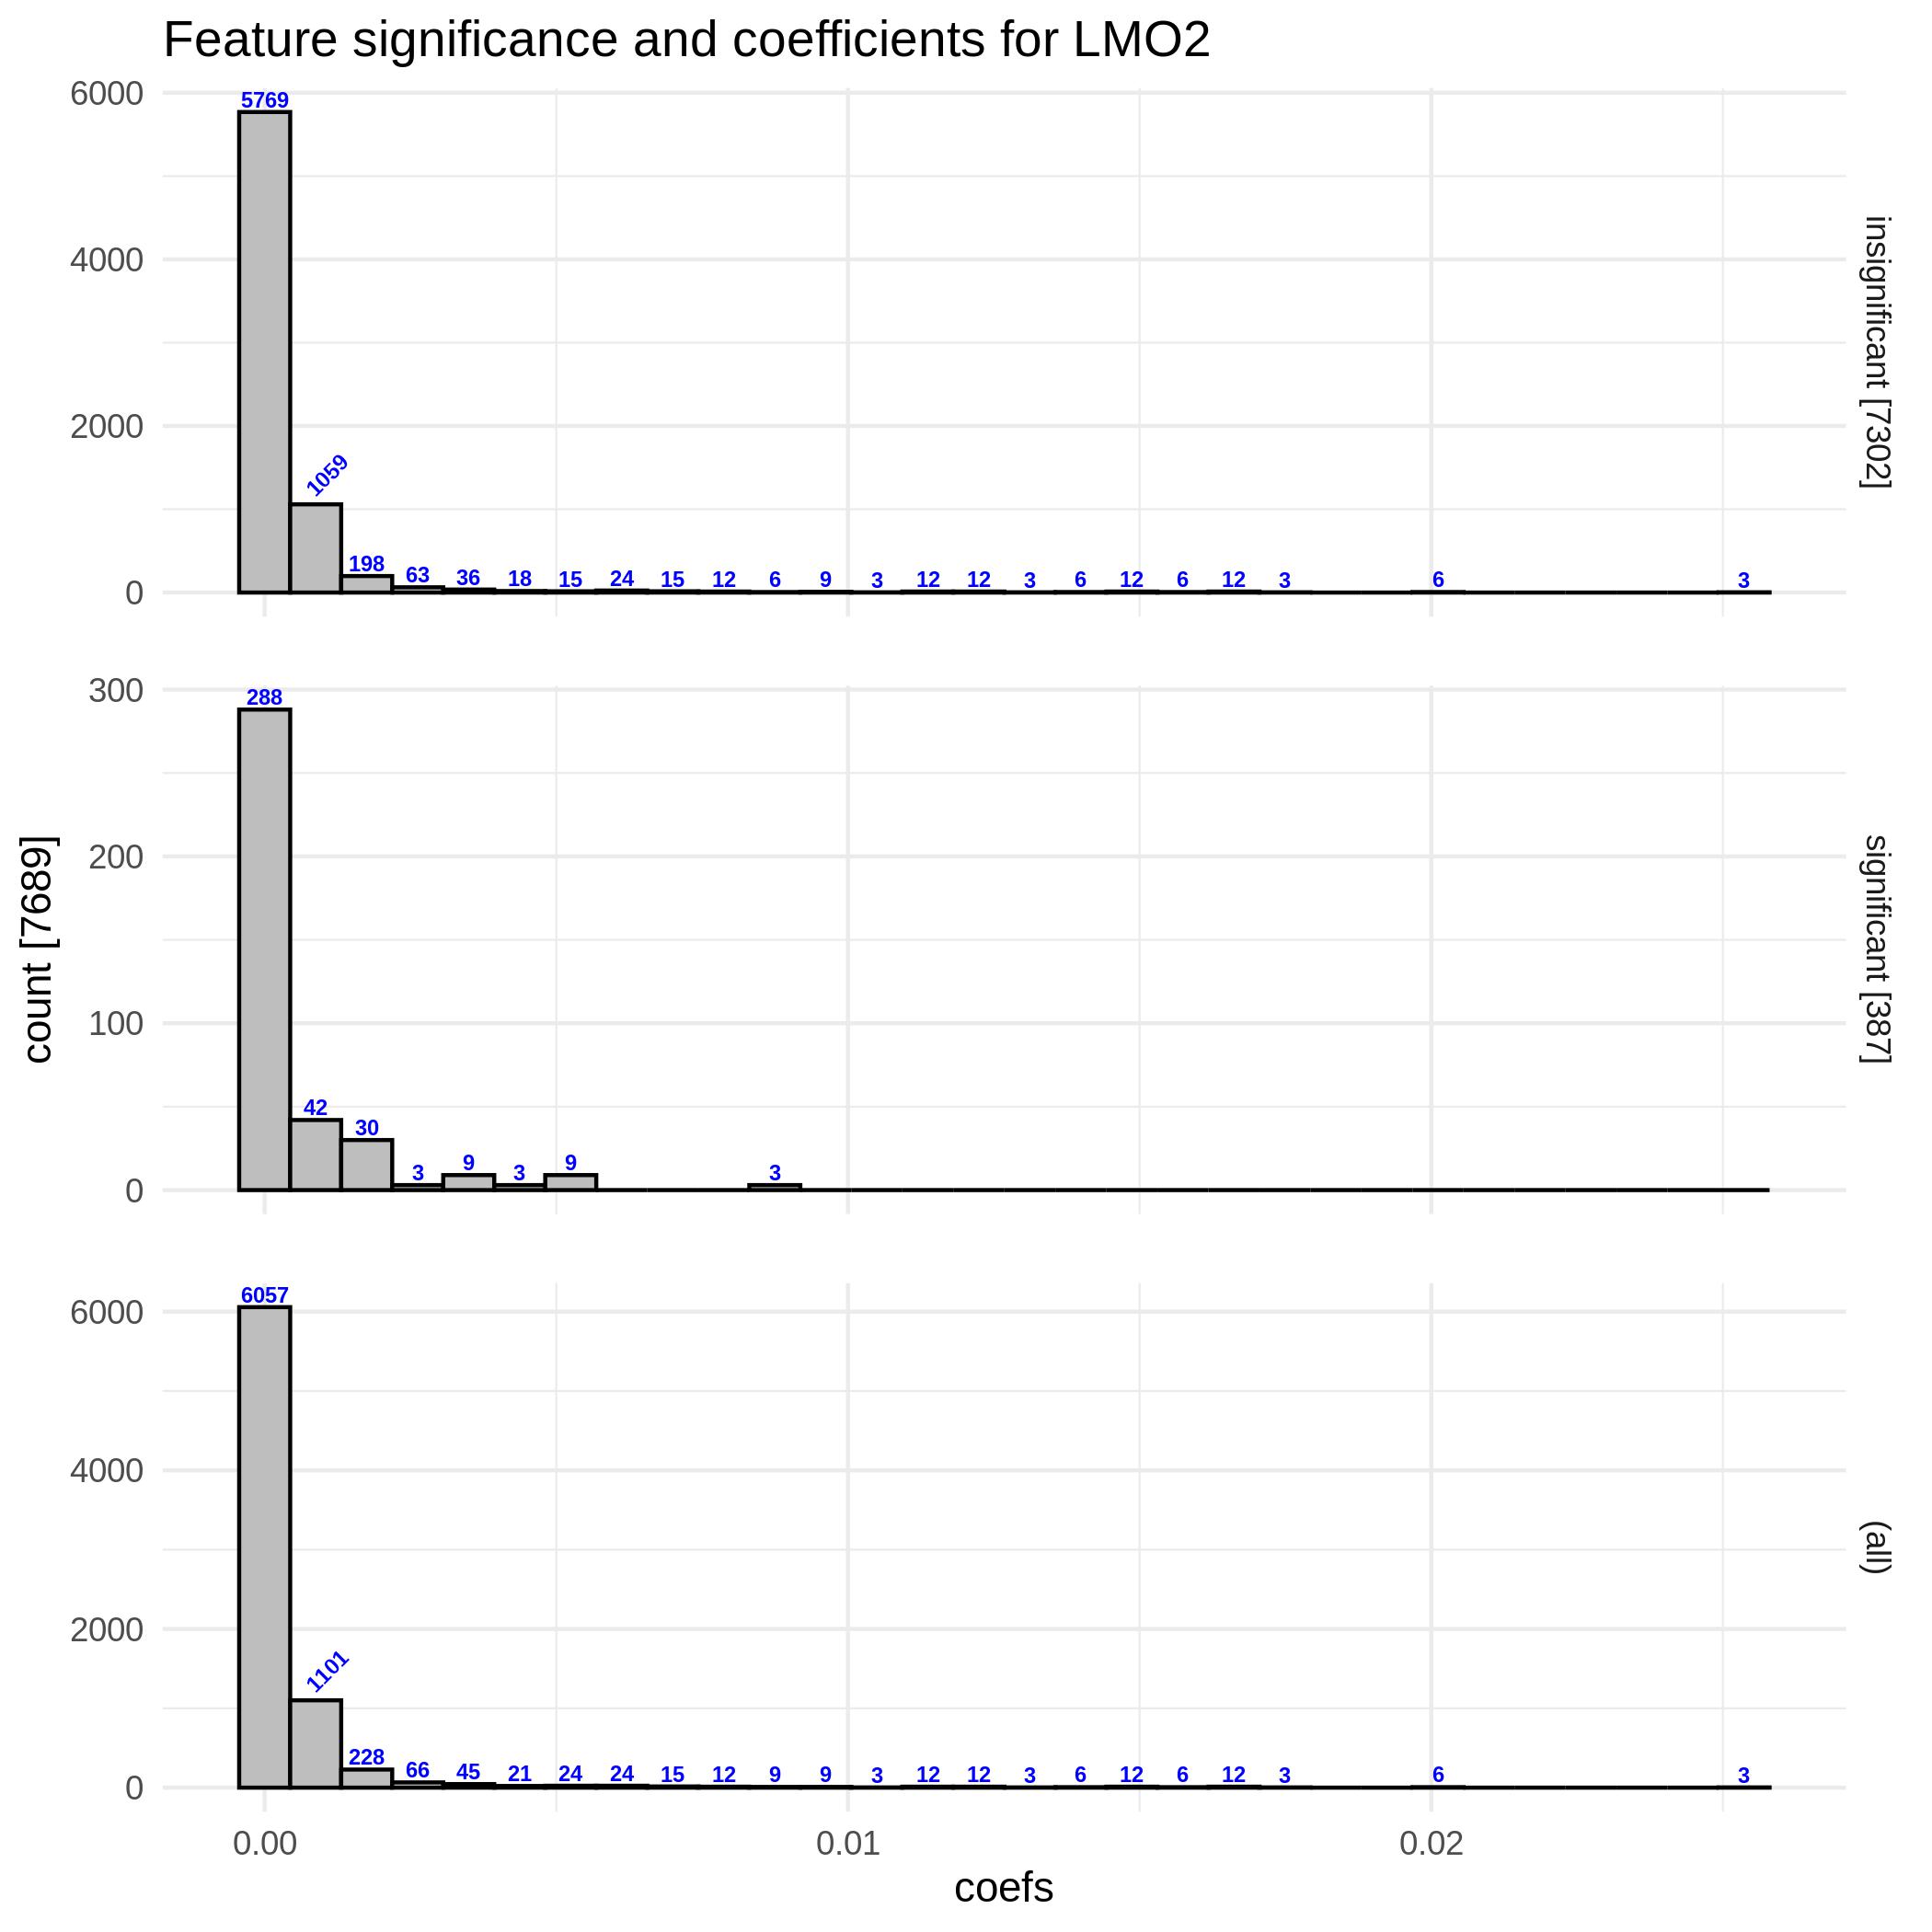 Feature significance and coefficients for LMO2
6000
4000
2000
0
5769
1059
198 63 36 18 15 24 15 12 6 9 3 12 12 3 6 12 6 12 3 6 3
insignificant [7302]
count [7689]
300
200
100
0
288
42
30
3 9 3 9 3
significant [387]
6000
4000
2000
0
6057
1101
228 66 45 21 24 24 15 12 9 9 3 12 12 3 6 12 6 12 3 6 3
(all)
0.00 0.01 0.02
coefs